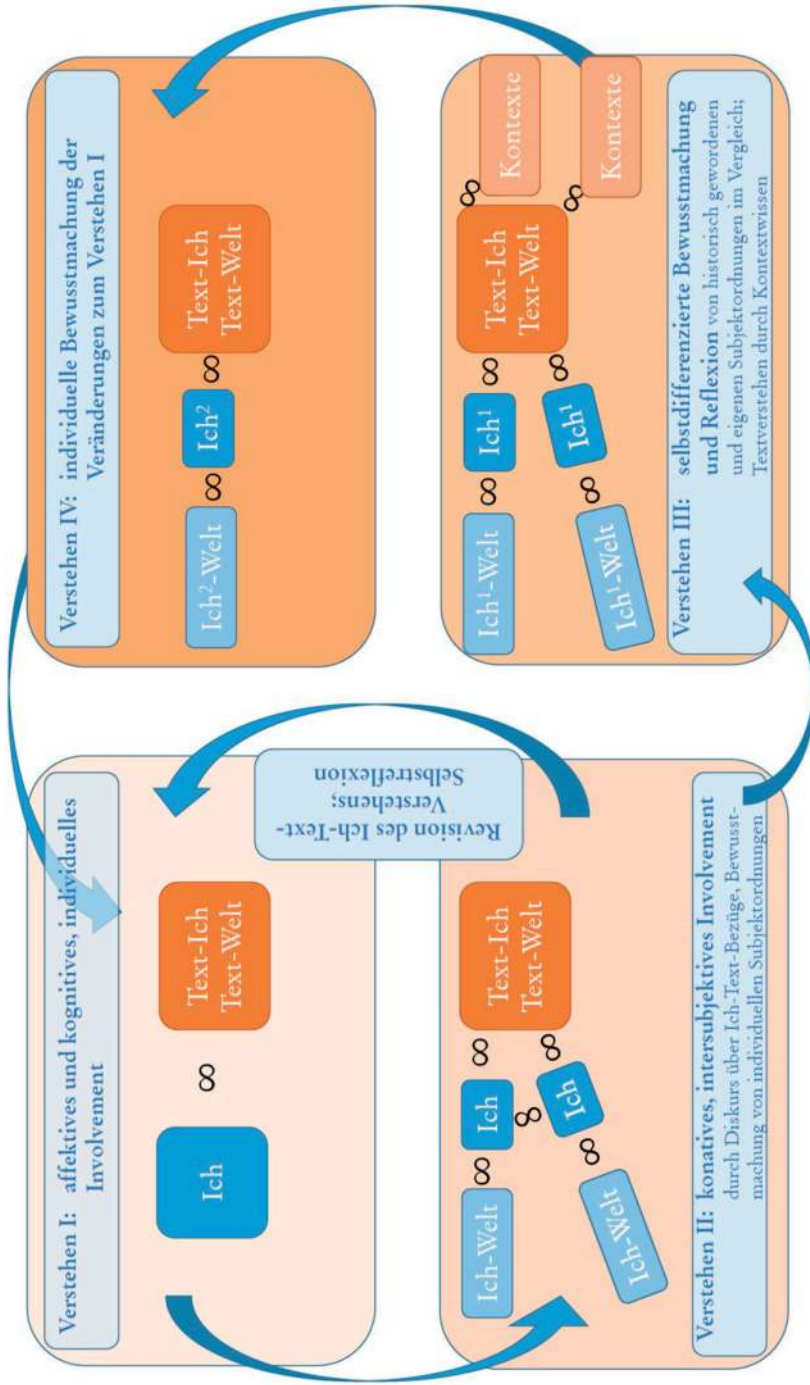 Verstehen I: affektives und kognitives, individuelles
Involvement
Ich
∞
Text-Ich
Text-Welt
Verstehen II: konatives, intersubjektives Involvement
durch Diskurs über Ich-Text-Bezüge, Bewusst-
machung von individuellen Subjektordnungen
Ich-Welt
∞
Ich
∞
Text-Ich
Text-Welt
∞
Ich-Welt
∞
Ich
∞
Revision des Ich-Text-
Verstehens;
Selbstreflexion
Verstehen III: selbstdifferenzierte Bewusstmachung
und Reflexion von historisch gewordenen
und eigenen Subjektordnungen im Vergleich;
Textverstehen durch Kontextwissen
Ich¹-Welt
∞
Ich¹
∞
Text-Ich
Text-Welt
∞
Kontexte
Ich¹-Welt
∞
Ich¹
∞
∞
Kontexte
Verstehen IV: individuelle Bewusstmachung der
Veränderungen zum Verstehen I
Ich²-Welt
∞
Ich²
∞
Text-Ich
Text-Welt